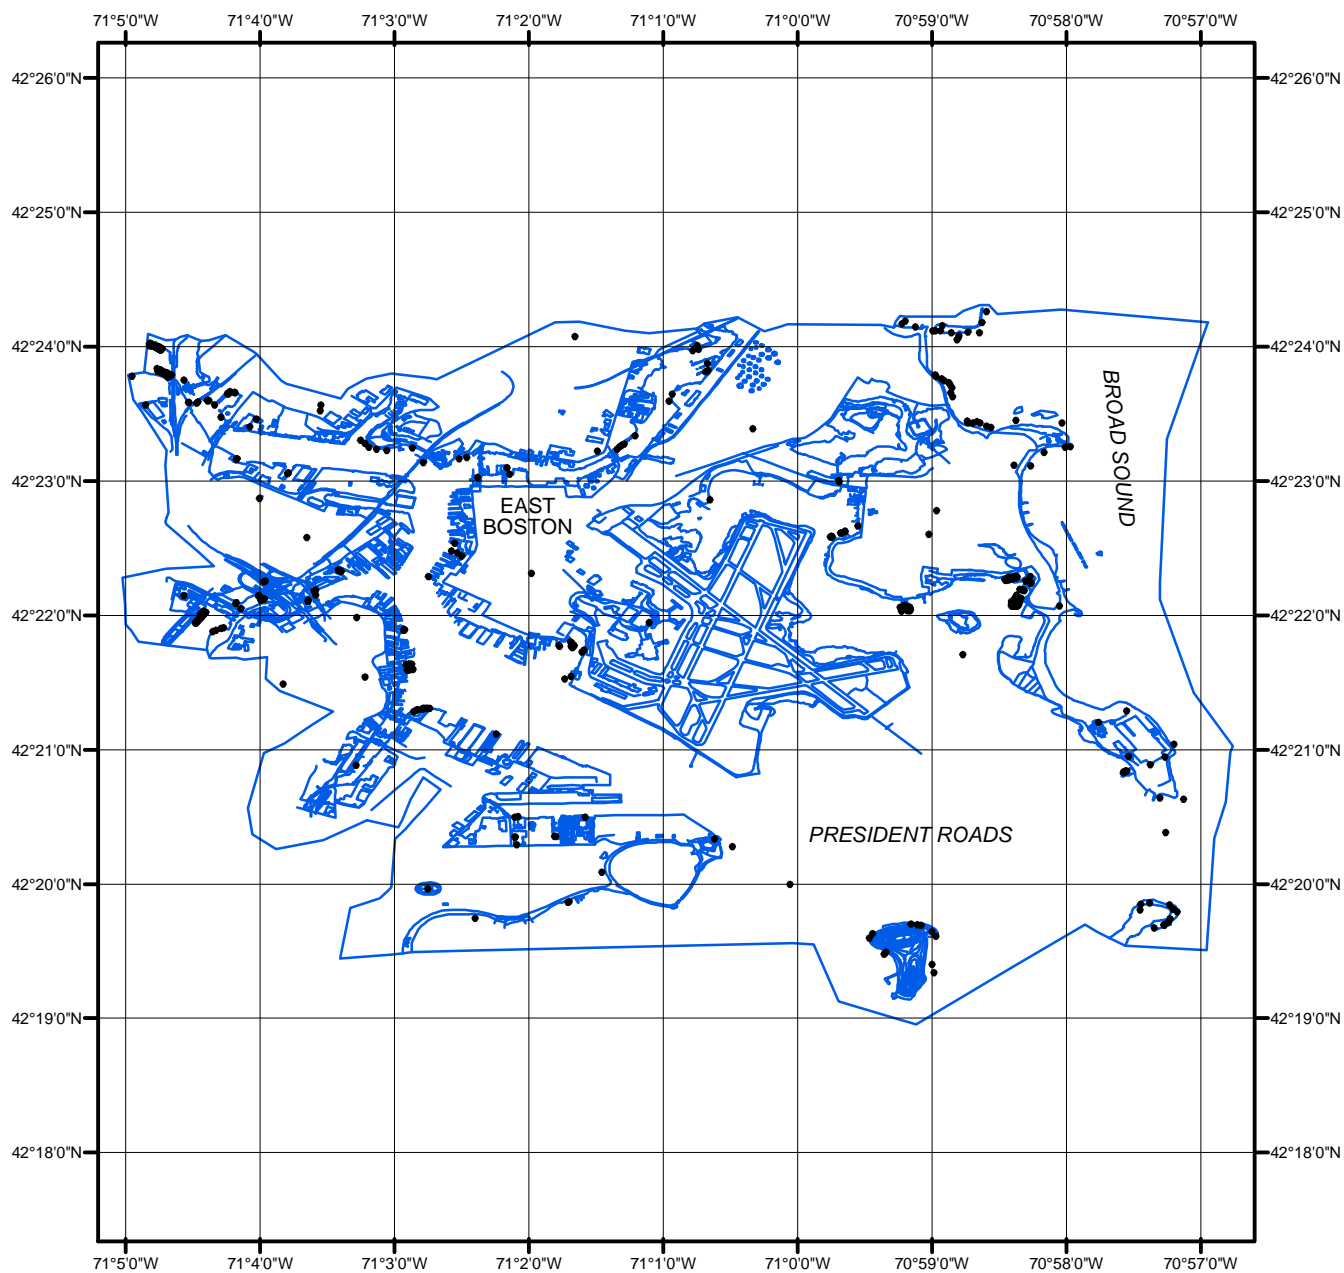 71°5'0"W 71°4'0"W 71°3'0"W 71°2'0"W 71°1'0"W 71°0'0"W 70°59'0"W 70°58'0"W 70°57'0"W
42°26'0"N 42°26'0"N
42°25'0"N 42°25'0"N
42°24'0"N 42°24'0"N
BROAD SOUND
42°23'0"N 42°23'0"N
EAST
BOSTON
42°22'0"N 42°22'0"N
42°21'0"N 42°21'0"N
PRESIDENT ROADS
42°20'0"N 42°20'0"N
42°19'0"N 42°19'0"N
42°18'0"N 42°18'0"N
71°5'0"W 71°4'0"W 71°3'0"W 71°2'0"W 71°1'0"W 71°0'0"W 70°59'0"W 70°58'0"W 70°57'0"W